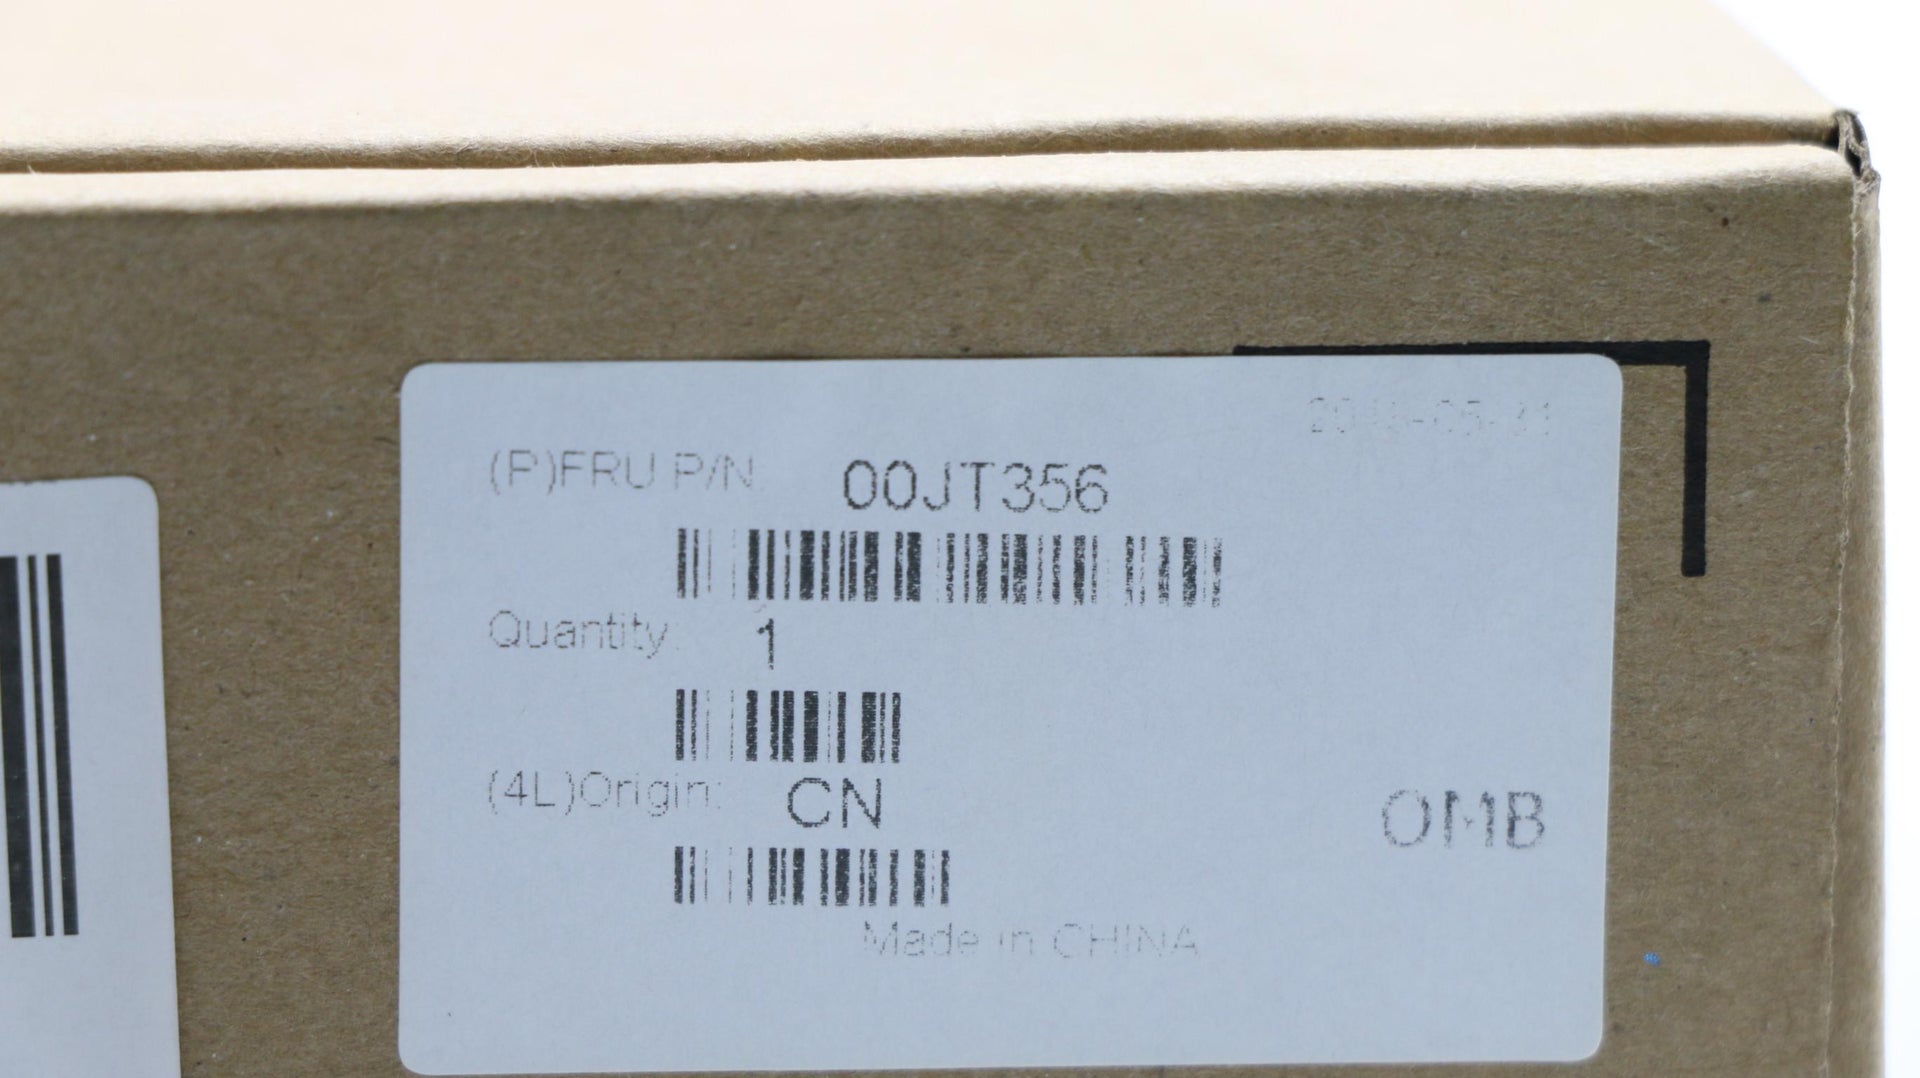 (P)FRU P/N 00JT356
Quantity: 1
(4L)Origin: CN
OMB
Made in CHINA